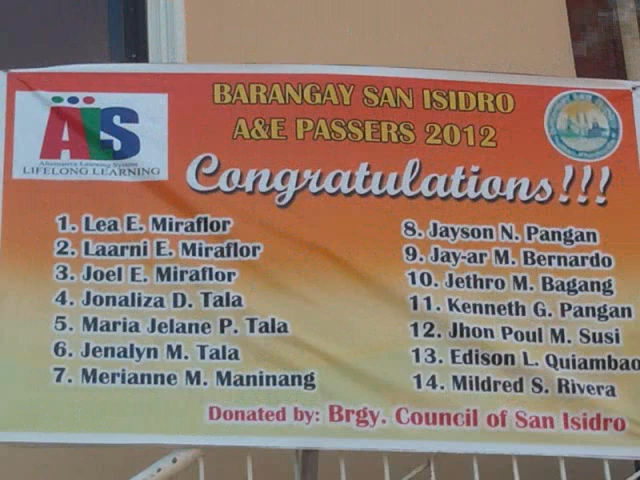 BARANGAY SAN ISIDRO
A&E PASSERS 2012
ALS
Alternative Learning System
LIFELONG LEARNING
Congratulations!!!
1. Lea E. Miraflor
2. Laarni E. Miraflor
3. Joel E. Miraflor
4. Jonaliza D. Tala
5. Maria Jelane P. Tala
6. Jenalyn M. Tala
7. Merianne M. Maninang
8. Jayson N. Pangan
9. Jay-ar M. Bernardo
10. Jethro M. Bagang
11. Kenneth G. Pangan
12. Jhon Poul M. Susi
13. Edison L. Quiambao
14. Mildred S. Rivera
Donated by: Brgy. Council of San Isidro